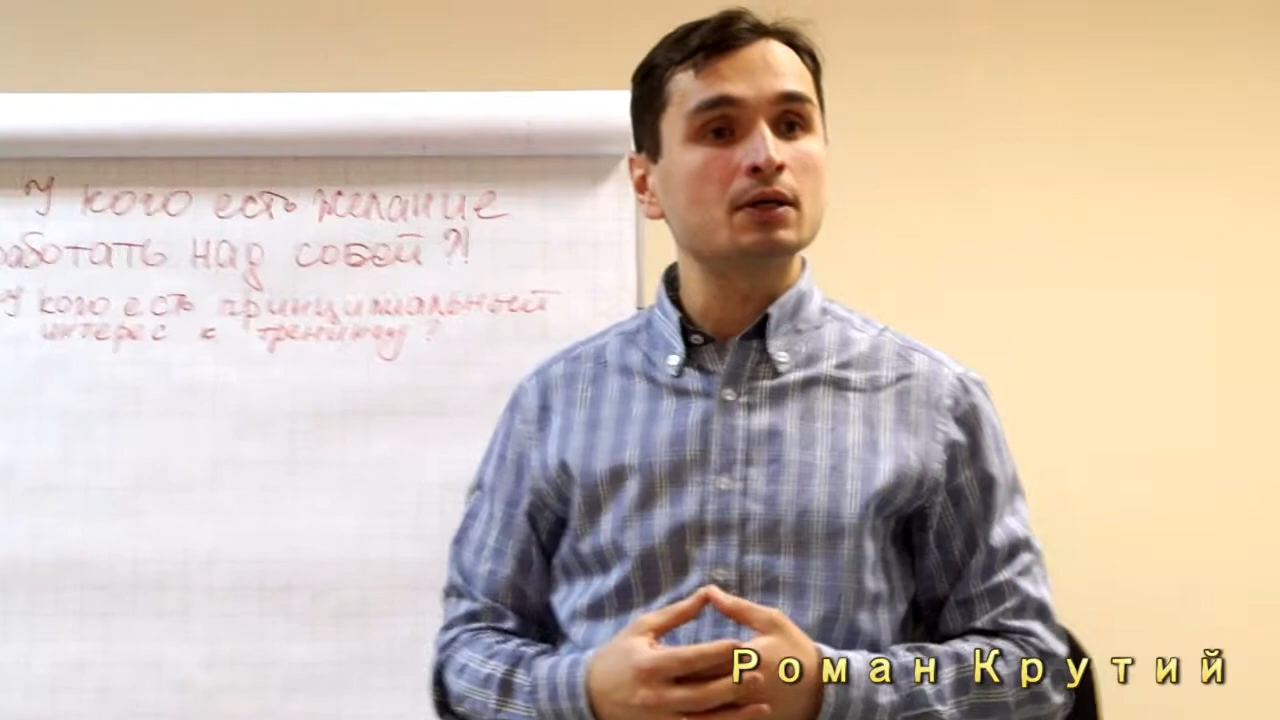 У кого есть желание
работать над собой?!
У кого есть принципиальный
интерес к тренингу?
Роман Крутий